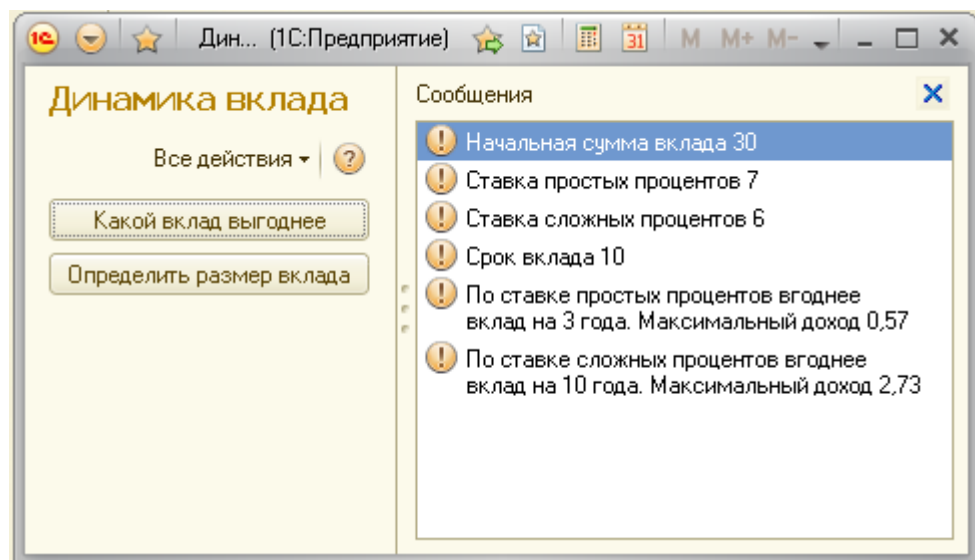 1С Дин... (1С:Предприятие) 31 M M+ M-
Динамика вклада
Все действия ?
Какой вклад выгоднее
Определить размер вклада
Сообщения
Начальная сумма вклада 30
Ставка простых процентов 7
Ставка сложных процентов 6
Срок вклада 10
По ставке простых процентов вгоднее
вклад на 3 года. Максимальный доход 0,57
По ставке сложных процентов вгоднее
вклад на 10 года. Максимальный доход 2,73